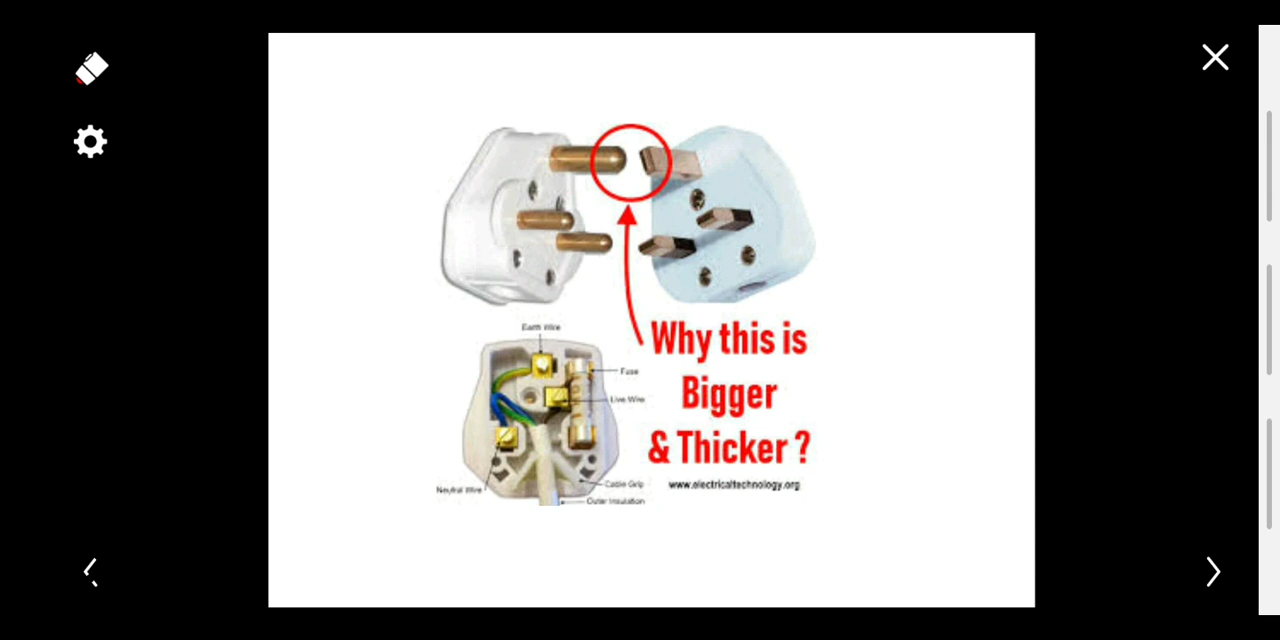 Earth Wire
Fuse
Live Wire
Why this is
Bigger
& Thicker ?
Neutral Wire
Cable Grip
Outer Insulation
www.electricaltechnology.org